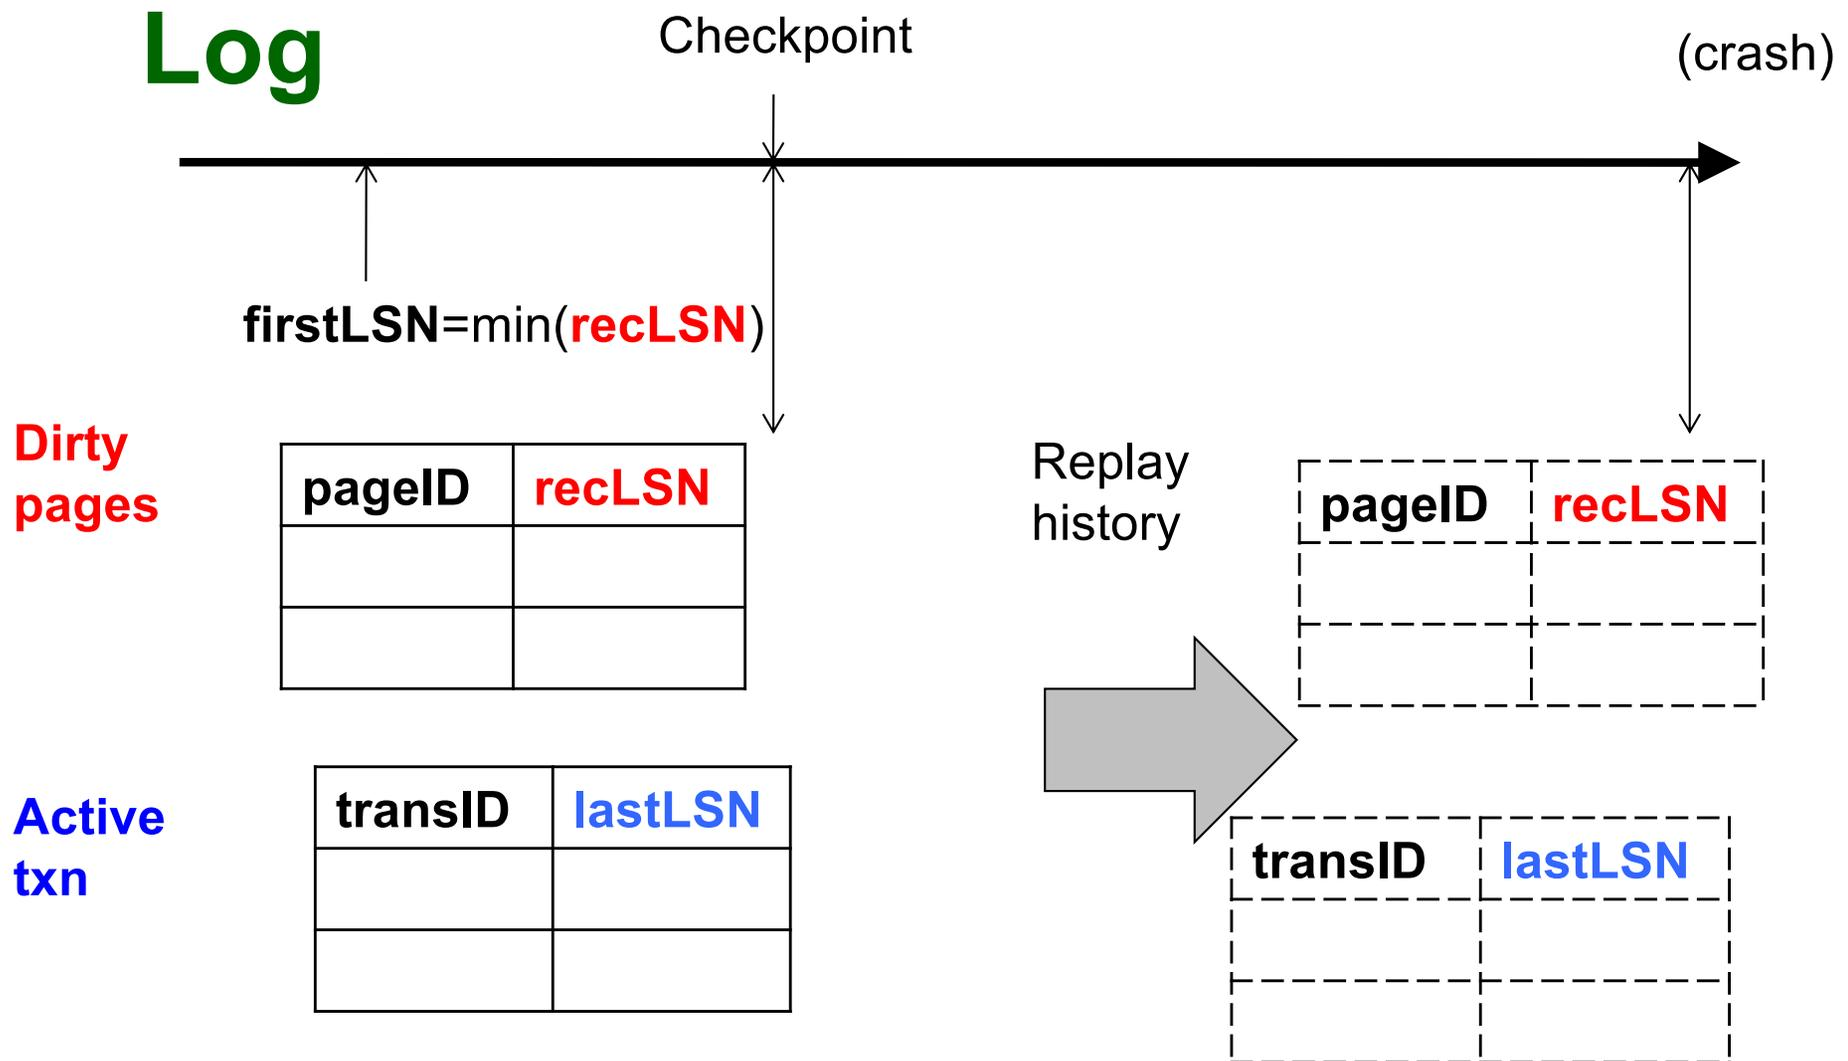 Log
Checkpoint
(crash)
firstLSN=min(recLSN)
Dirty
pages
pageID recLSN
Replay
history
pageID recLSN
Active
txn
transID lastLSN
transID lastLSN